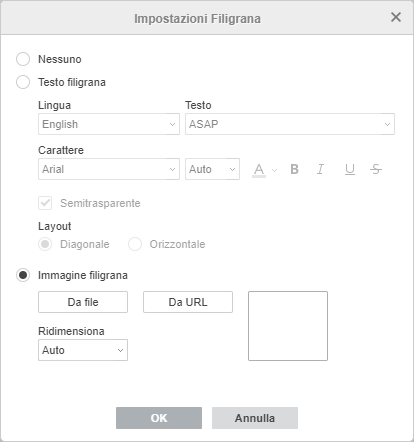 Impostazioni Filigrana
Nessuno
Testo filigrana
Lingua Testo
English ASAP
Carattere
Arial Auto A B I U S
Semitrasparente
Layout
Diagonale Orizzontale
Immagine filigrana
Da file Da URL
Ridimensiona
Auto
OK Annulla